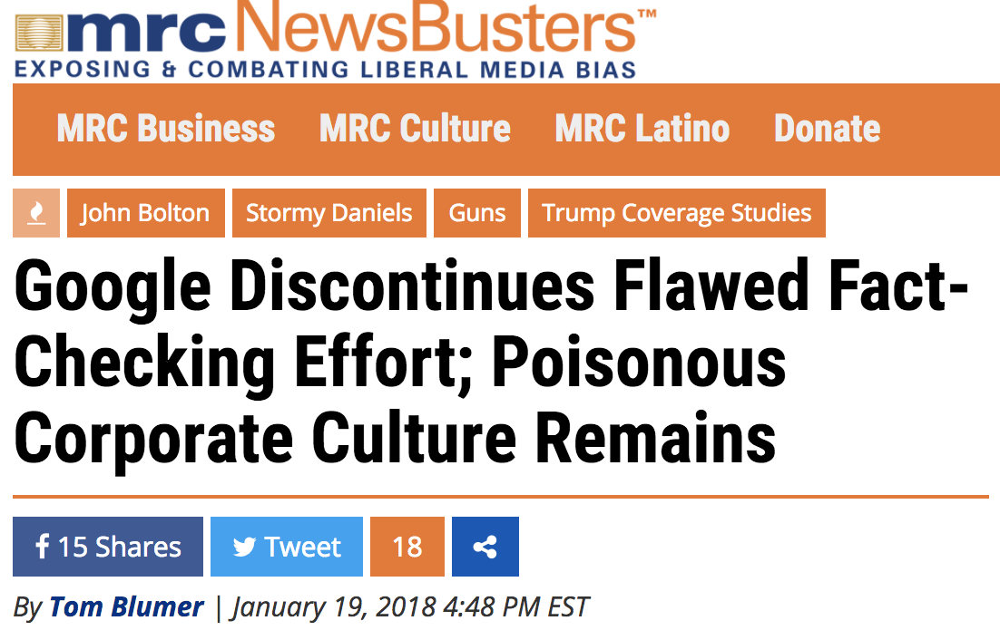 mrc NewsBusters™
EXPOSING & COMBATING LIBERAL MEDIA BIAS
MRC Business MRC Culture MRC Latino Donate
John Bolton Stormy Daniels Guns Trump Coverage Studies
Google Discontinues Flawed Fact-
Checking Effort; Poisonous
Corporate Culture Remains
15 Shares Tweet 18
By Tom Blumer | January 19, 2018 4:48 PM EST